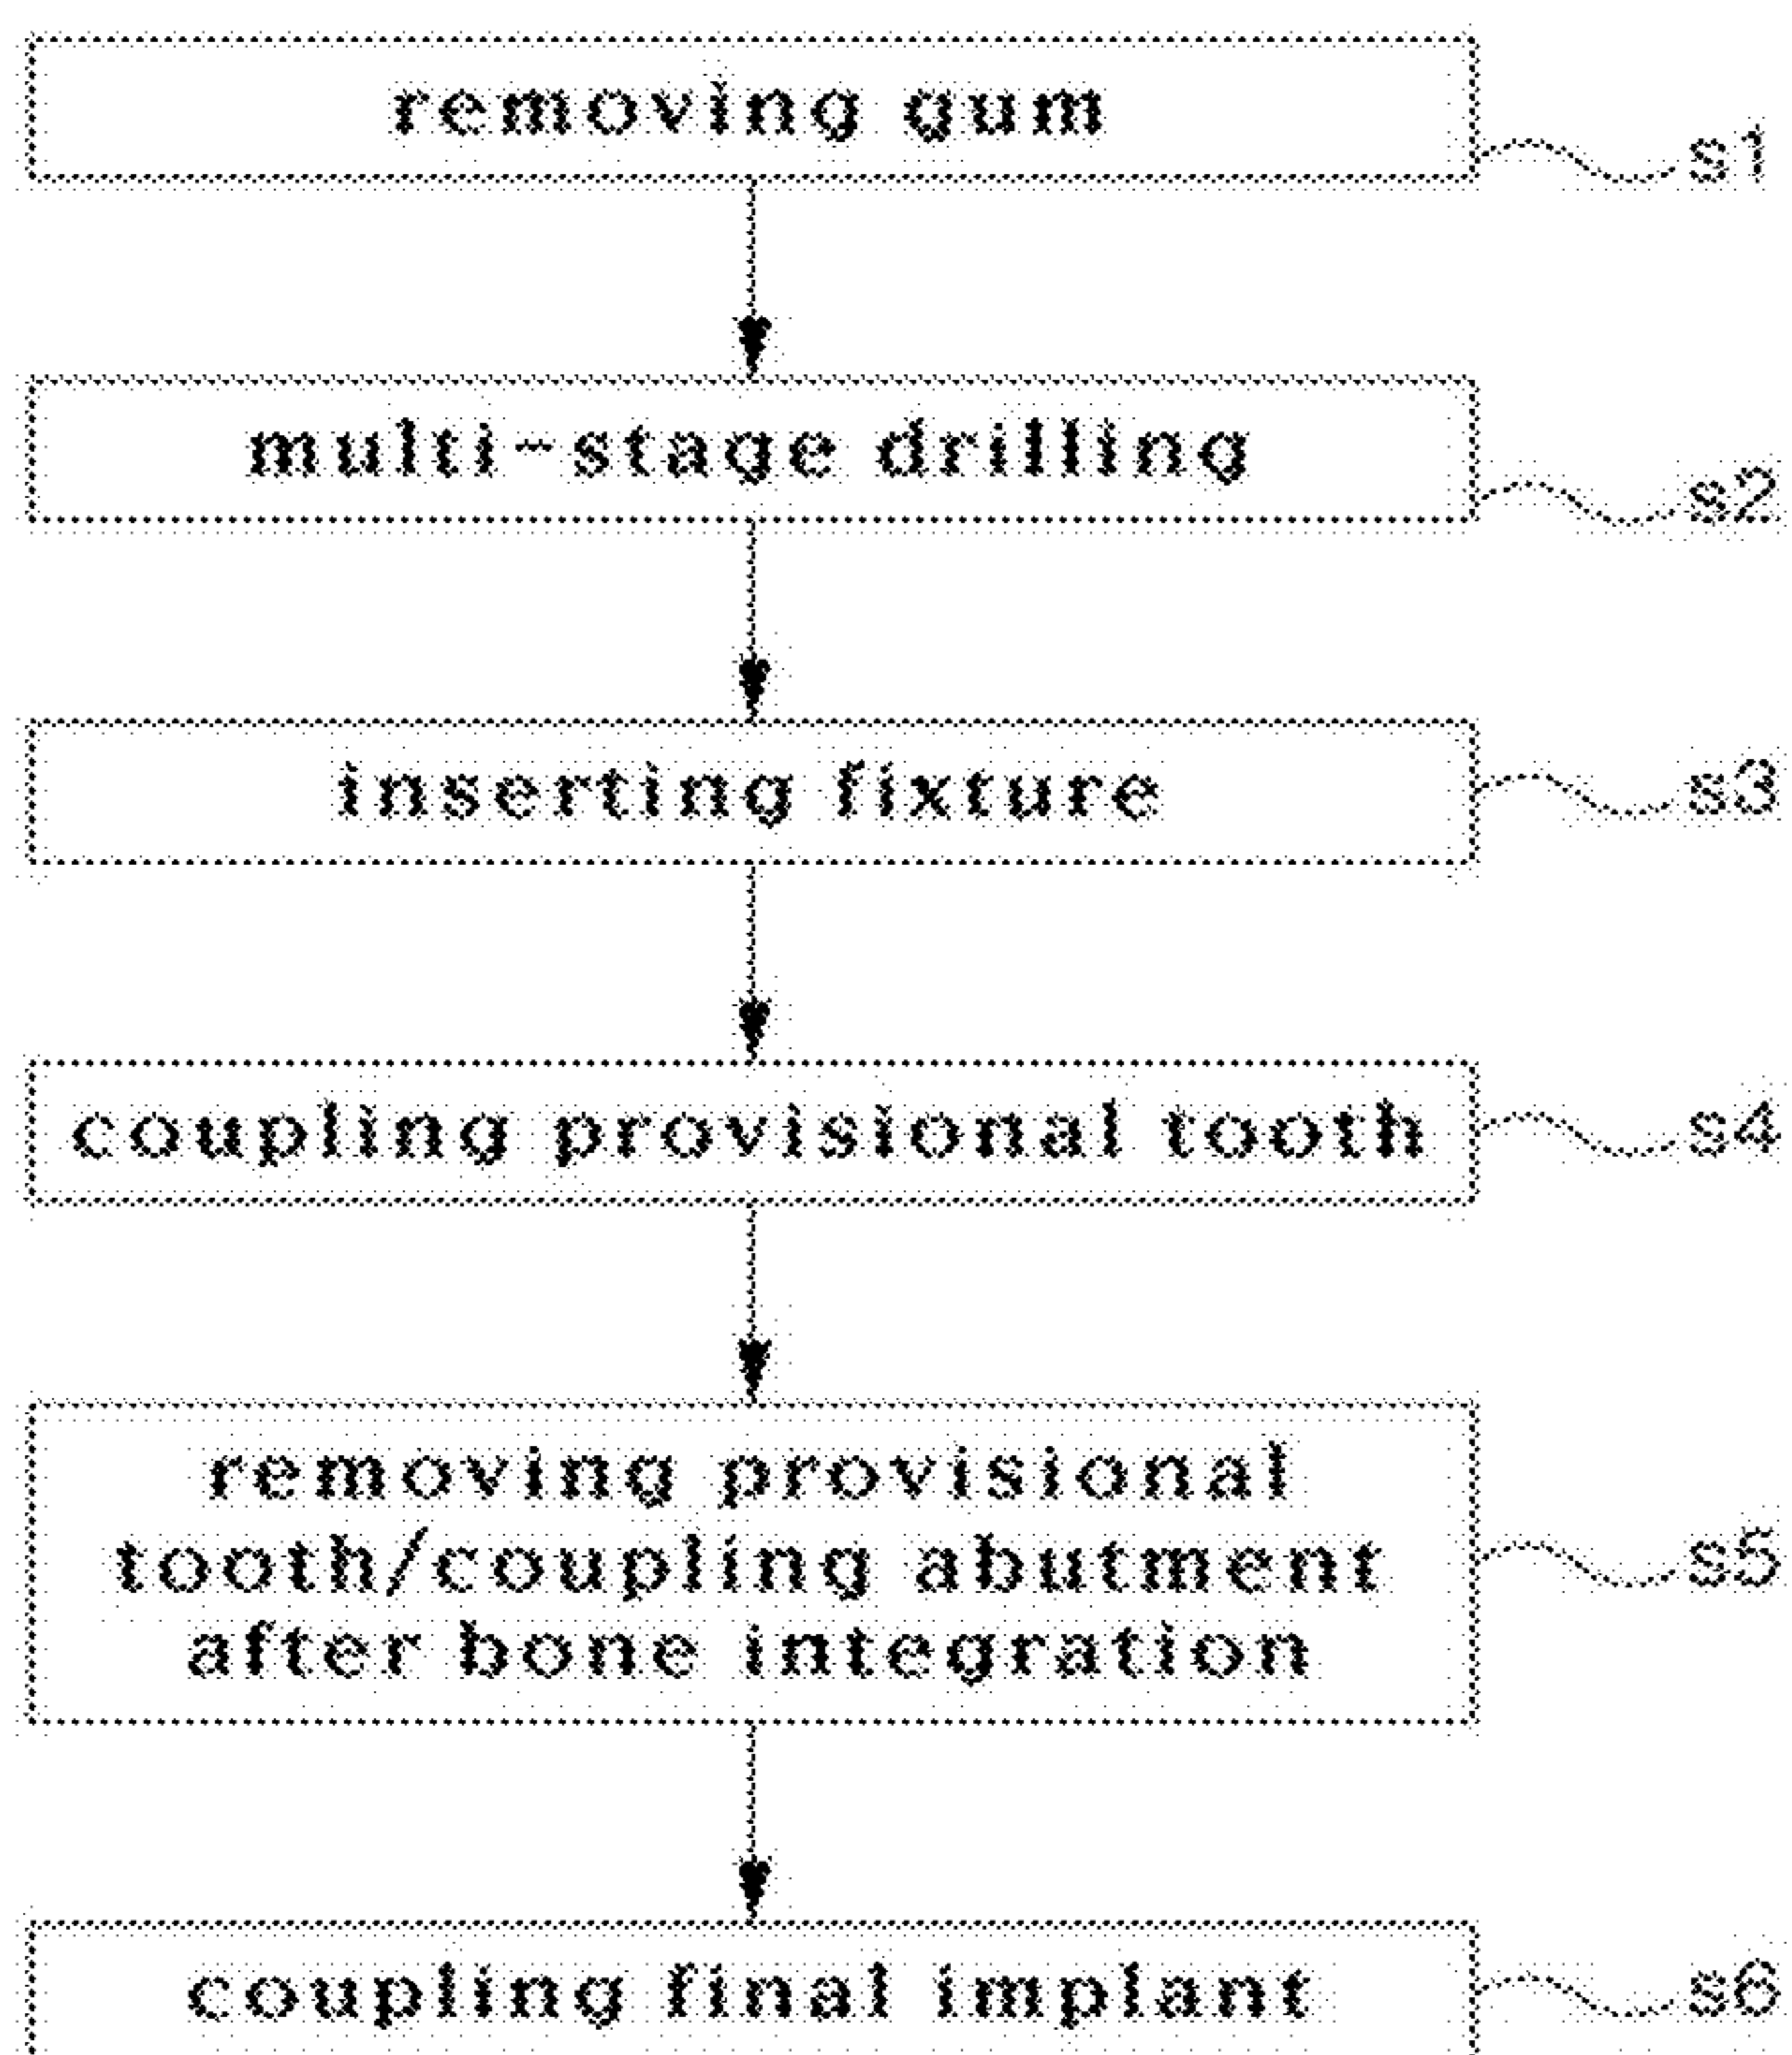 removing gum
s1
multi-stage drilling
s2
inserting fixture
s3
coupling provisional tooth
s4
removing provisional
tooth/coupling abutment
after bone integration
s5
coupling final implant
s6